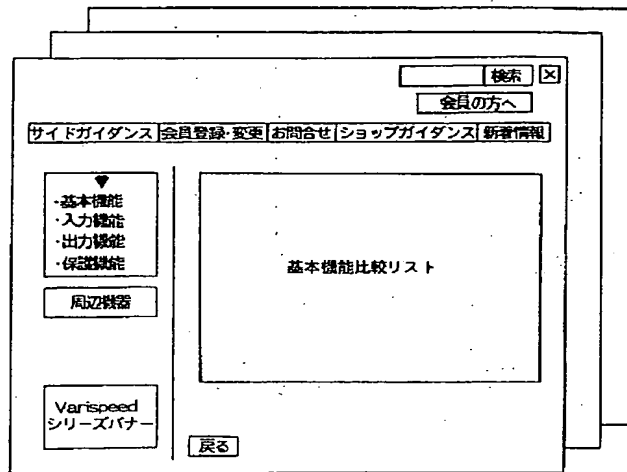 検索 ×
会員の方へ
サイドガイダンス 会員登録・変更 お問合せ ショップガイダンス 新着情報
▼
・基本機能
・入力機能
・出力機能
・保護機能
周辺機器
基本機能比較リスト
Varispeed
シリーズバナー
戻る